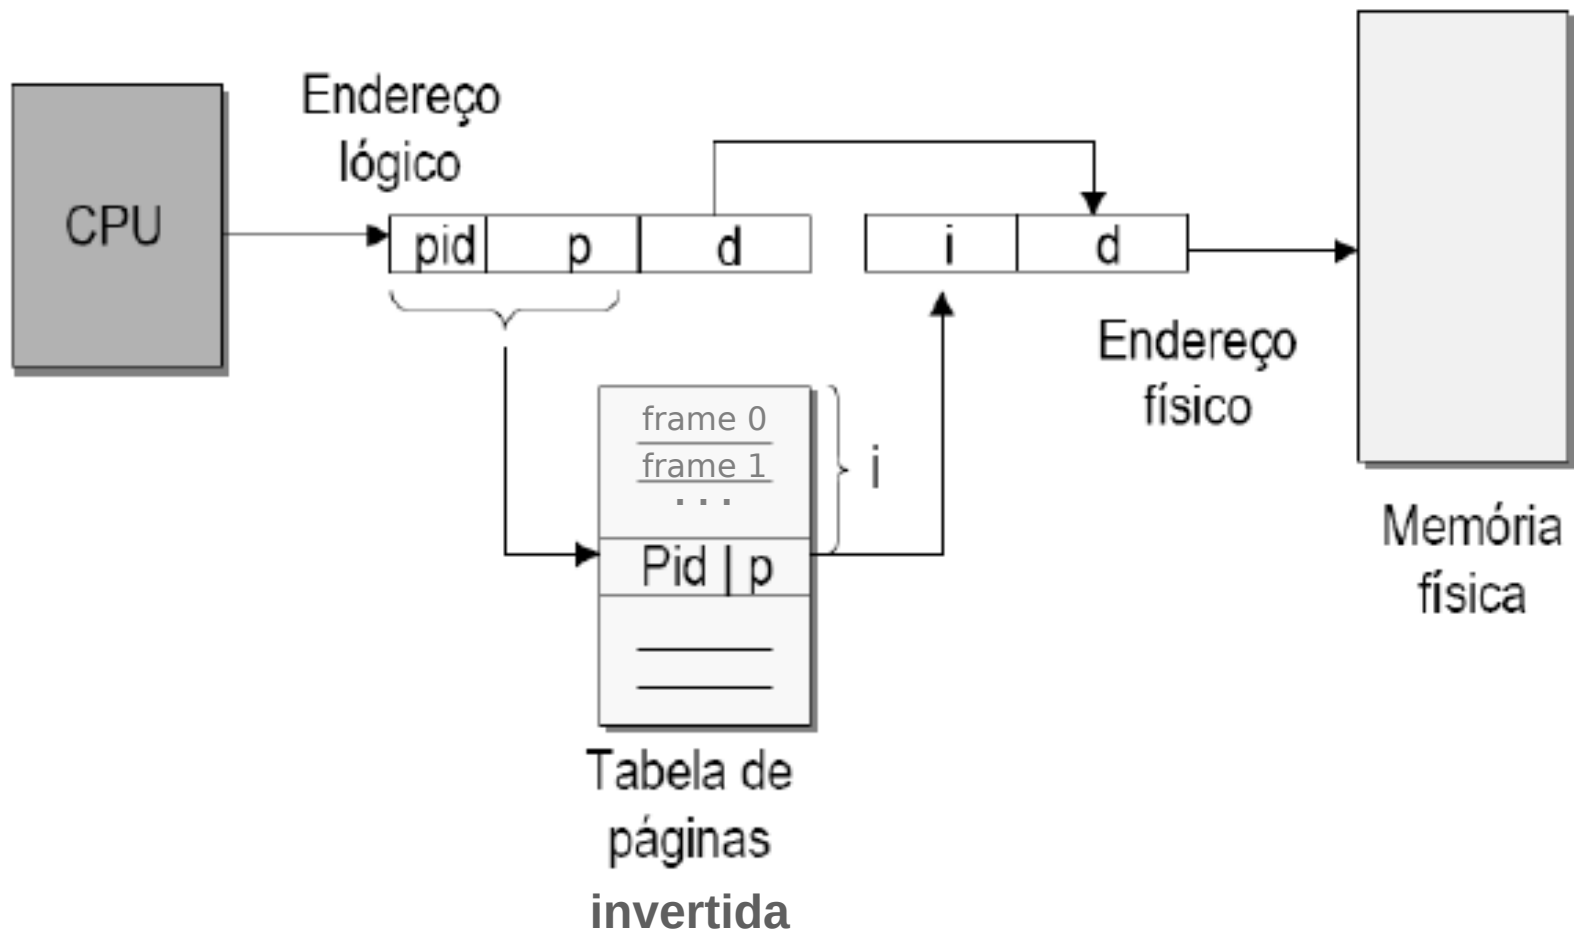 Endereço
lógico
CPU
pid
p
d
i
d
Endereço
físico
frame 0
frame 1
. . .
i
Pid | p
Memória
física
Tabela de
páginas
invertida